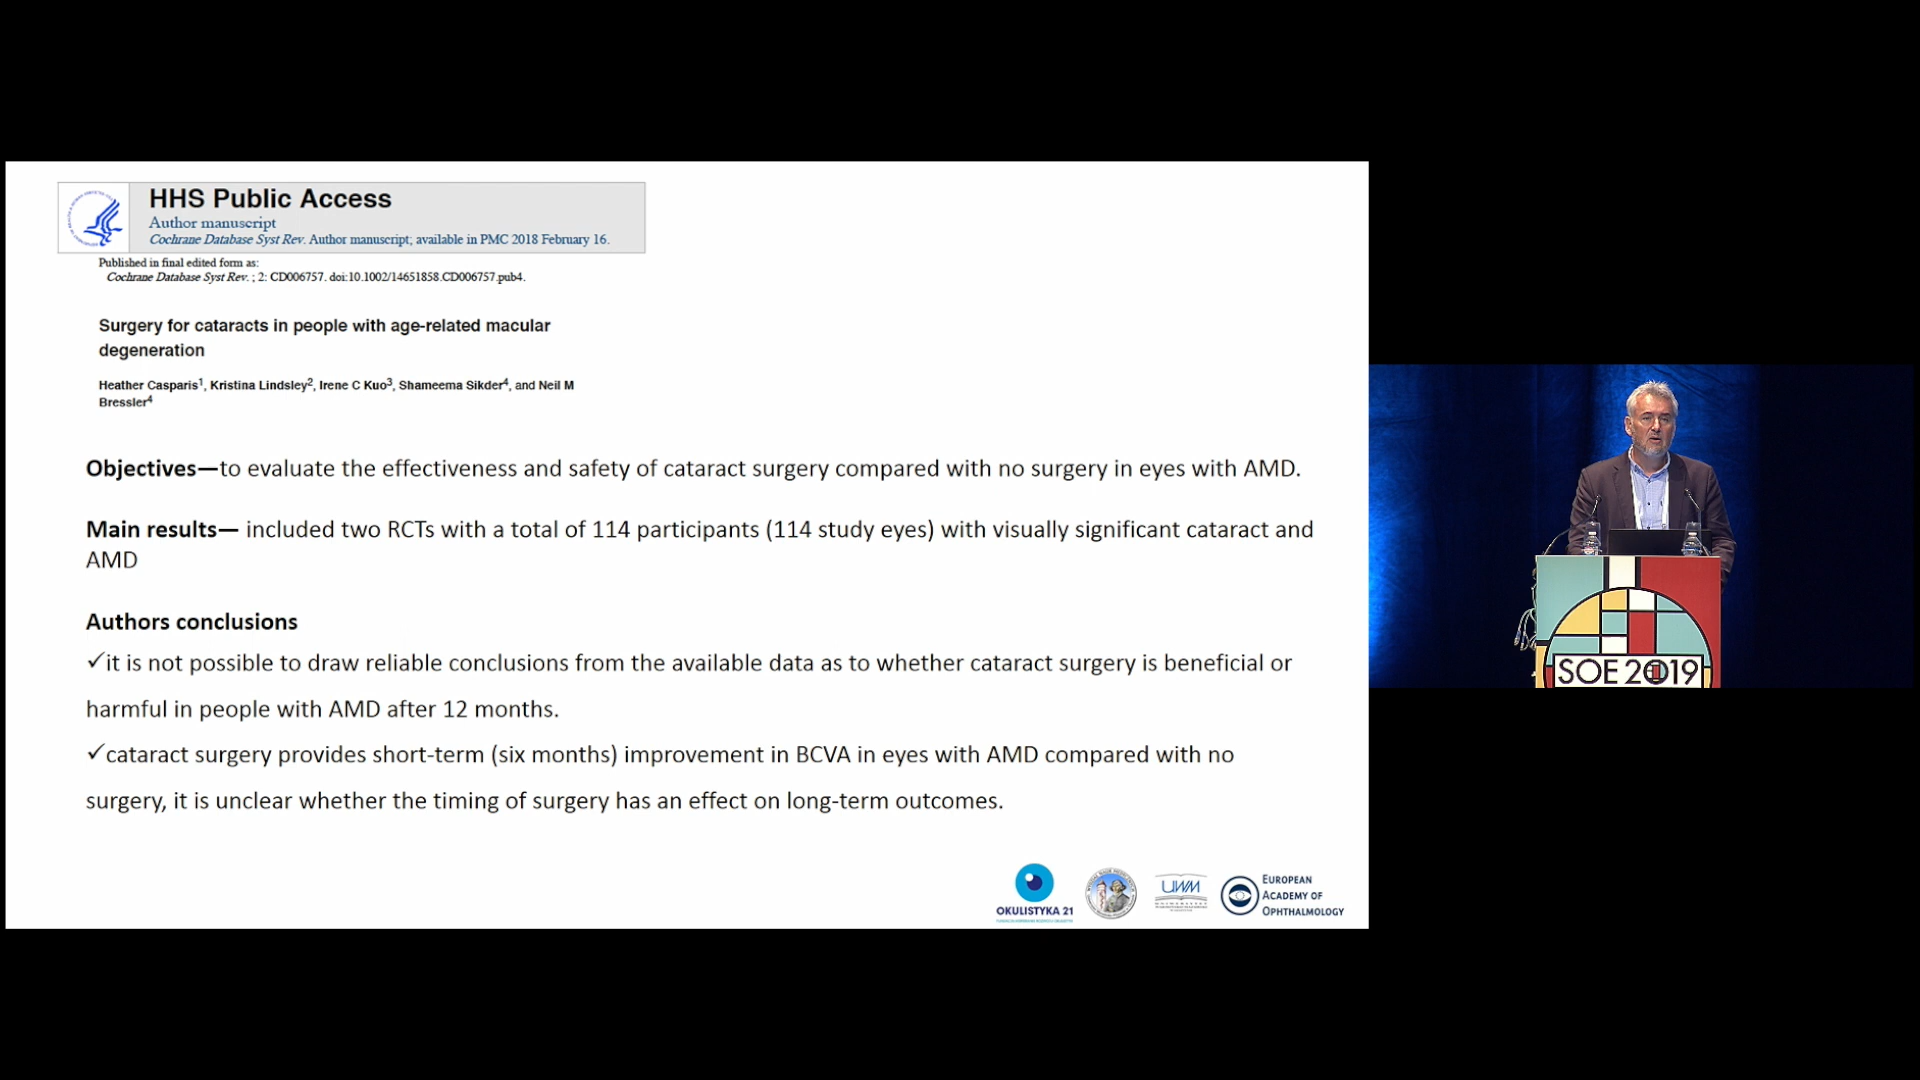 HHS Public Access
Author manuscript
Cochrane Database Syst Rev. Author manuscript; available in PMC 2018 February 16.
Published in final edited form as:
Cochrane Database Syst Rev. ; 2: CD006757. doi:10.1002/14651858.CD006757.pub4.
Surgery for cataracts in people with age-related macular
degeneration
Heather Casparis1, Kristina Lindsley2, Irene C Kuo3, Shameema Sikder4, and Neil M
Bressler4
Objectives—to evaluate the effectiveness and safety of cataract surgery compared with no surgery in eyes with AMD.
Main results— included two RCTs with a total of 114 participants (114 study eyes) with visually significant cataract and
AMD
Authors conclusions
✓it is not possible to draw reliable conclusions from the available data as to whether cataract surgery is beneficial or
harmful in people with AMD after 12 months.
✓cataract surgery provides short-term (six months) improvement in BCVA in eyes with AMD compared with no
surgery, it is unclear whether the timing of surgery has an effect on long-term outcomes.
OKULISTYKA 21
UWM
EUROPEAN
ACADEMY OF
OPHTHALMOLOGY
SOE 2019